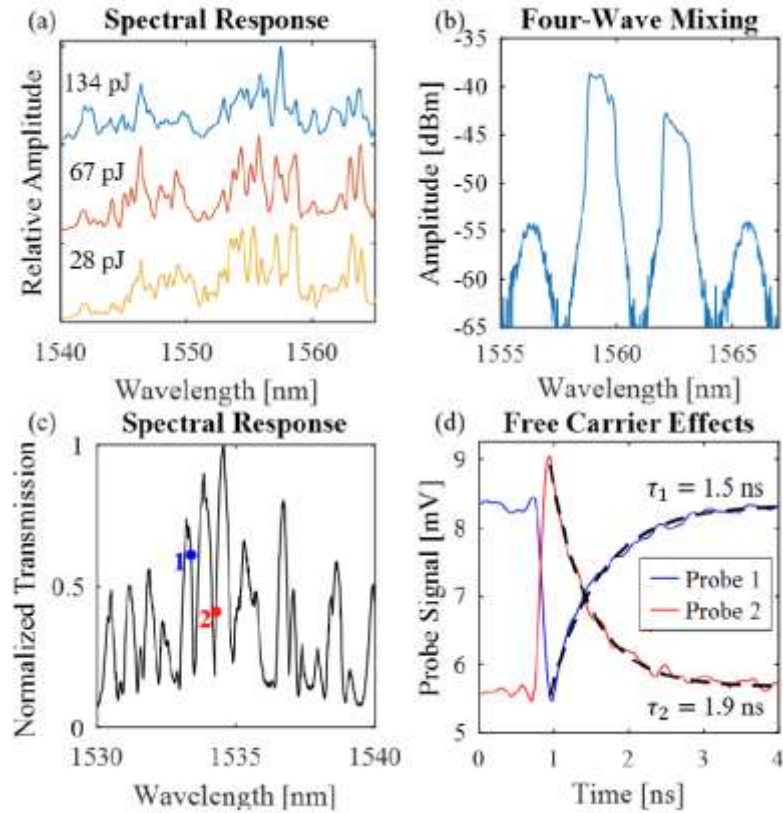 (a) Spectral Response
134 pJ
67 pJ
28 pJ
Relative Amplitude
1540 1550 1560
Wavelength [nm]
(b) Four-Wave Mixing
-35
-45
-55
-65
Amplitude [dBm]
1555 1560 1565
Wavelength [nm]
(c) Spectral Response
1
0.5
0
Normalized Transmission
1
2
1530 1535 1540
Wavelength [nm]
(d) Free Carrier Effects
9
8
7
6
5
Probe Signal [mV]
τ₁ = 1.5 ns
Probe 1
Probe 2
τ₂ = 1.9 ns
0 1 2 3 4
Time [ns]